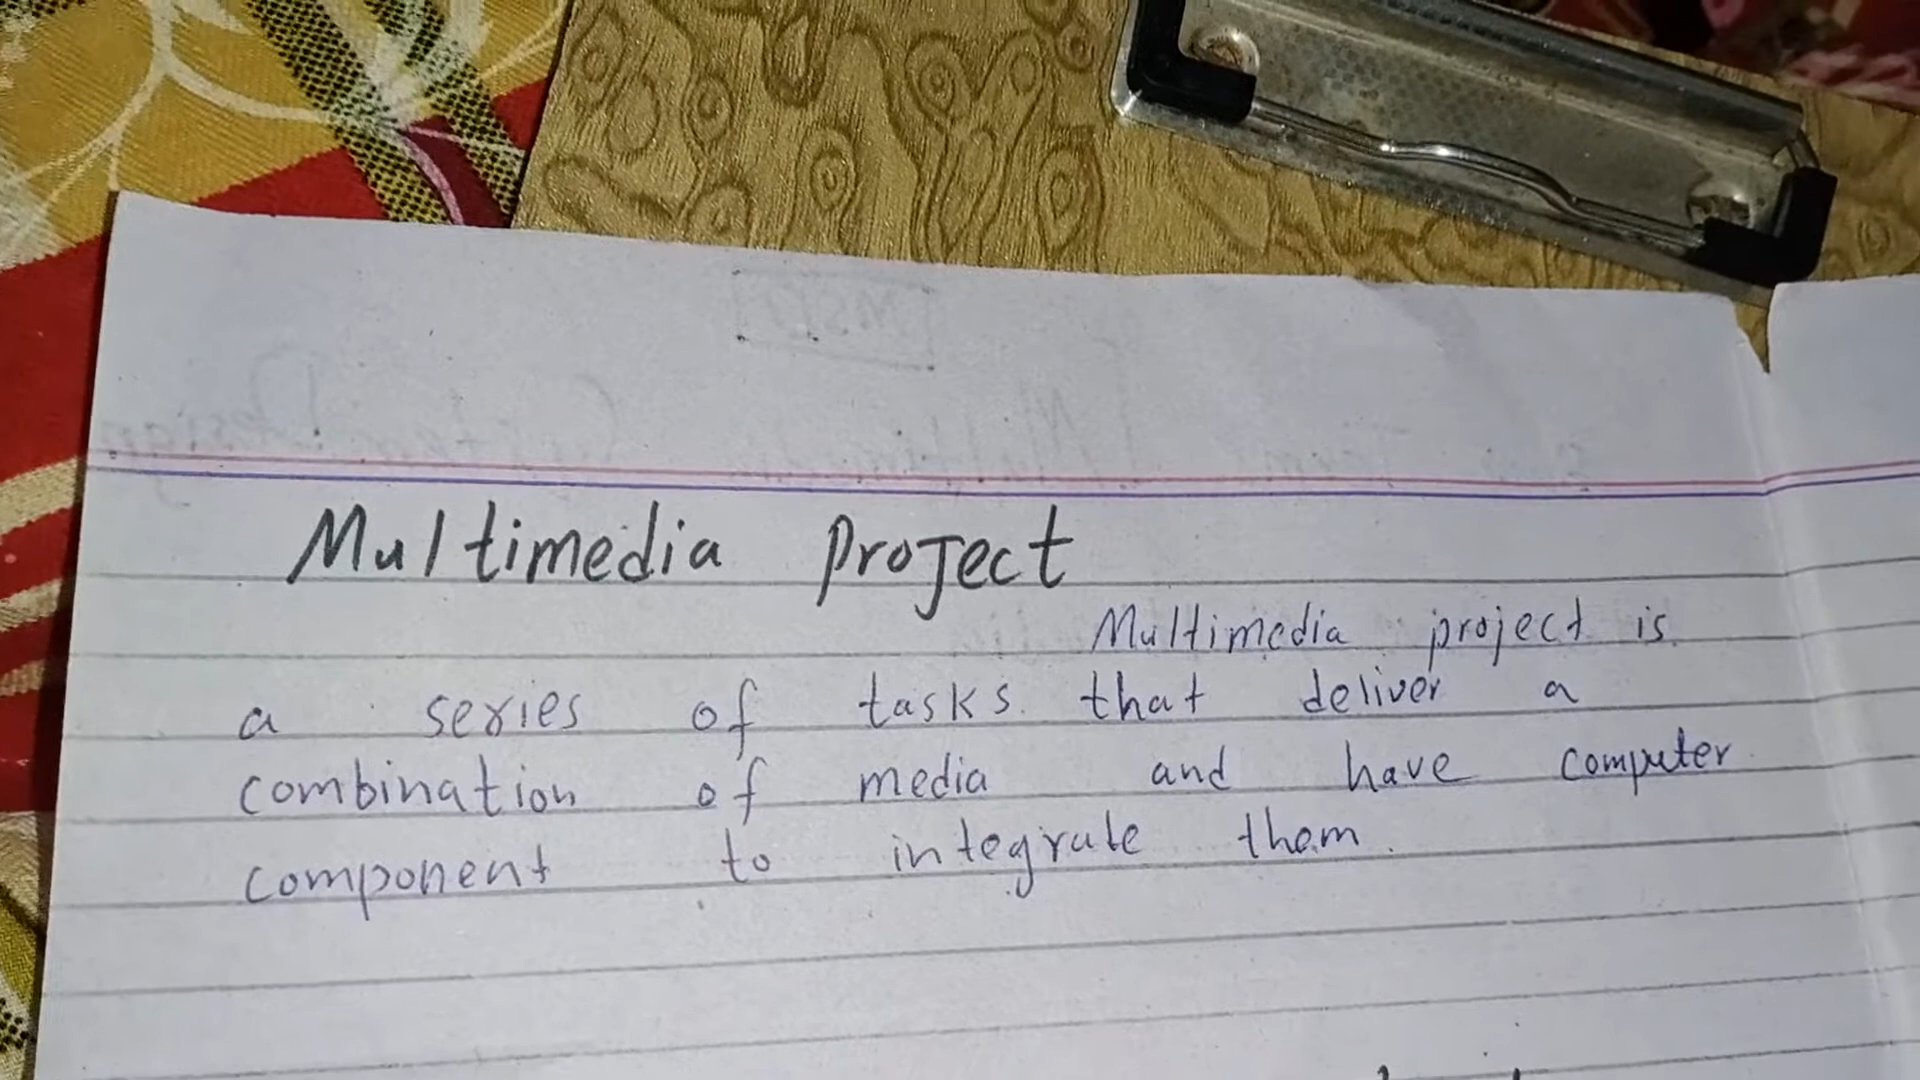 Multimedia Project
Multimedia project is
a series of tasks that deliver a
combination of media and have computer
component to integrate them.